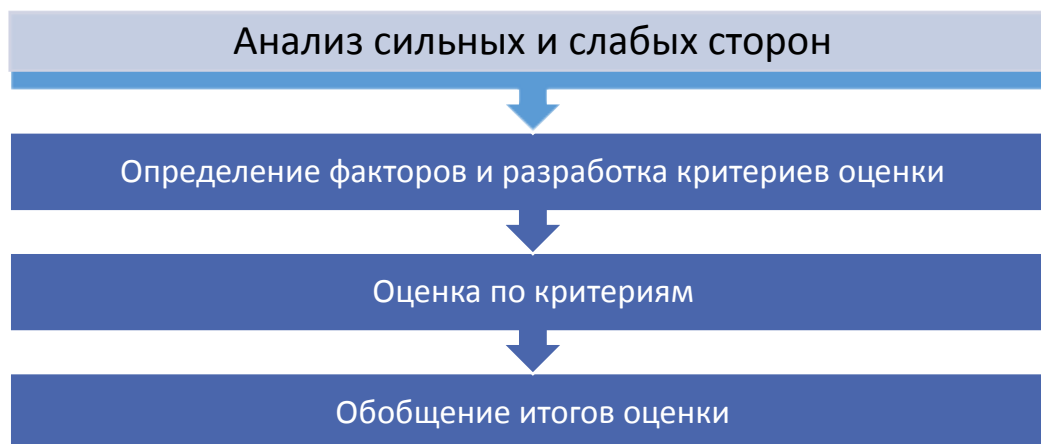 Анализ сильных и слабых сторон
Определение факторов и разработка критериев оценки
Оценка по критериям
Обобщение итогов оценки